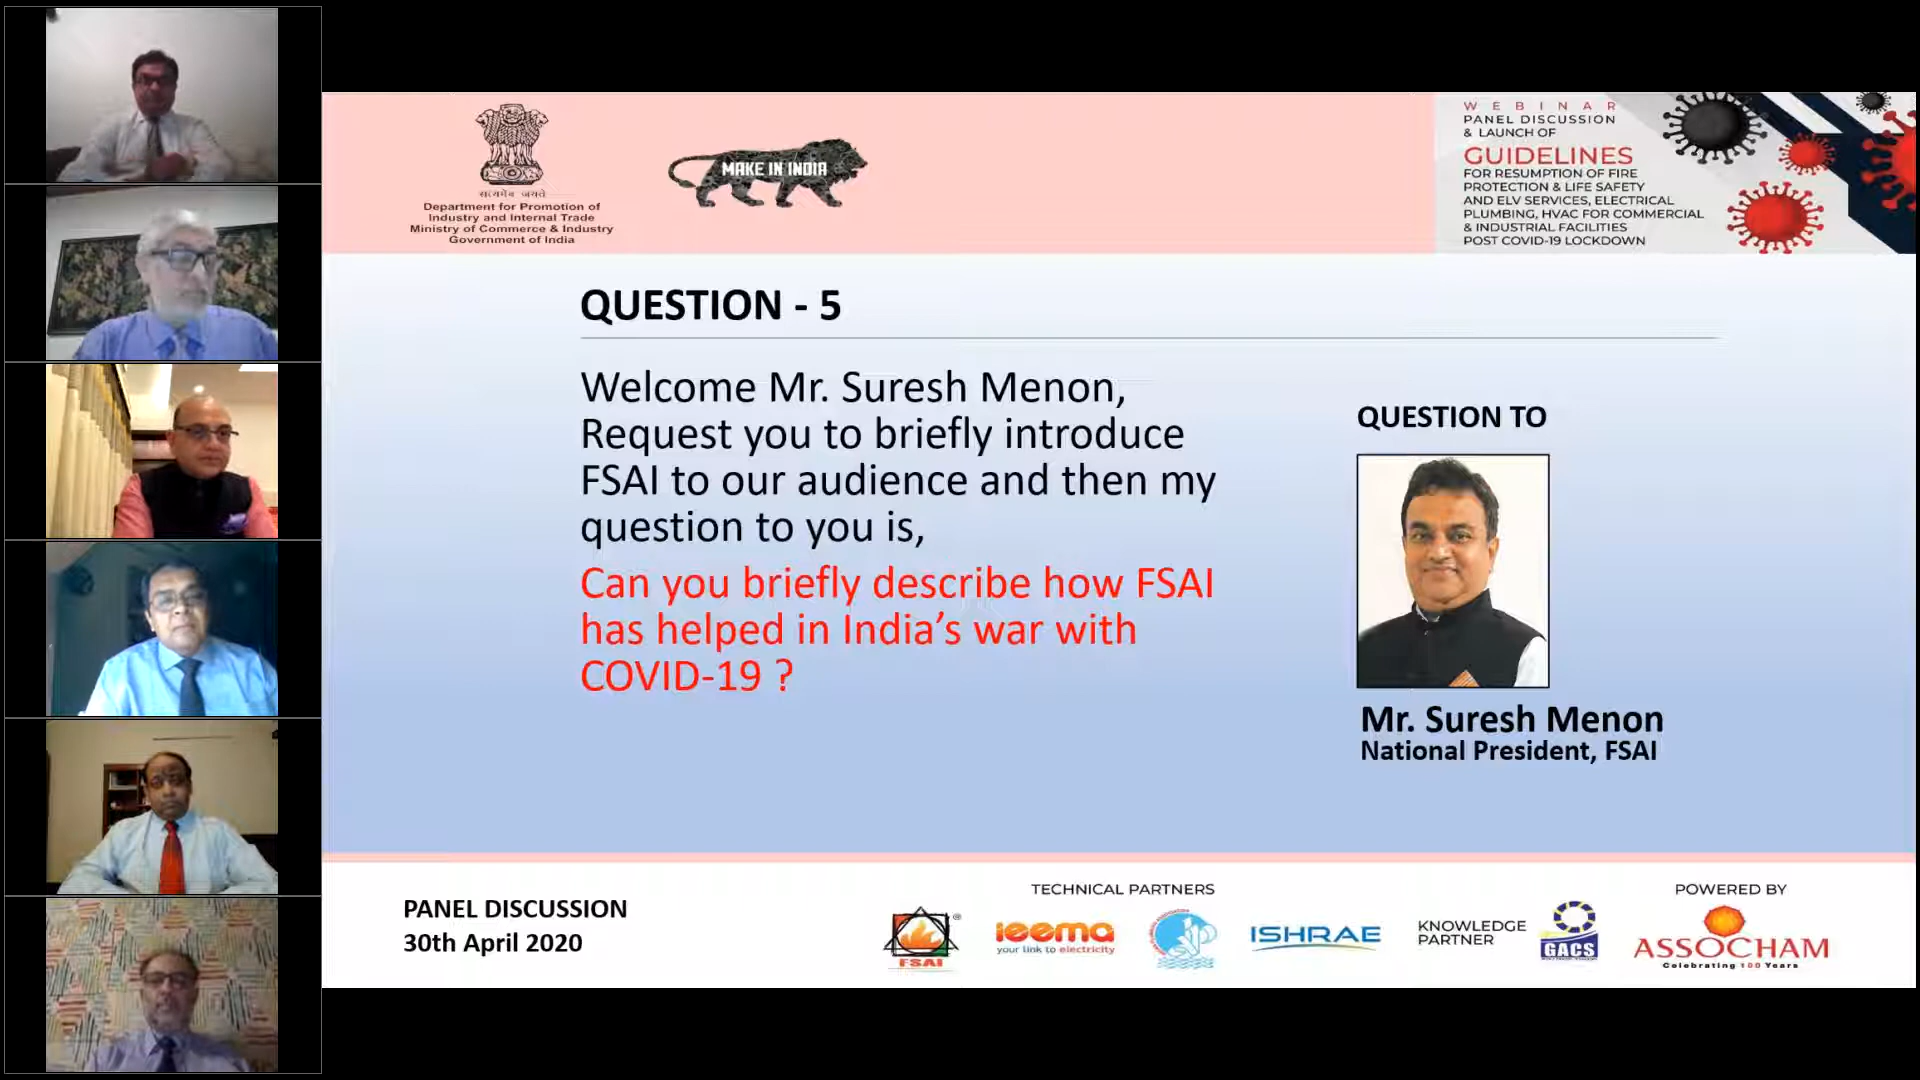 सत्यमेव जयते
Department for Promotion of
Industry and Internal Trade
Ministry of Commerce & Industry
Government of India
MAKE IN INDIA
WEBINAR
PANEL DISCUSSION
& LAUNCH OF
GUIDELINES
FOR RESUMPTION OF FIRE
PROTECTION & LIFE SAFETY
AND ELV SERVICES, ELECTRICAL
PLUMBING, HVAC FOR COMMERCIAL
& INDUSTRIAL FACILITIES
POST COVID-19 LOCKDOWN
QUESTION - 5
Welcome Mr. Suresh Menon,
Request you to briefly introduce
FSAI to our audience and then my
question to you is,
Can you briefly describe how FSAI
has helped in India’s war with
COVID-19 ?
QUESTION TO
Mr. Suresh Menon
National President, FSAI
PANEL DISCUSSION
30th April 2020
TECHNICAL PARTNERS
FSAI
ieema
your link to electricity
ISHRAE
KNOWLEDGE
PARTNER
GACS
POWERED BY
ASSOCHAM
Celebrating 100 Years